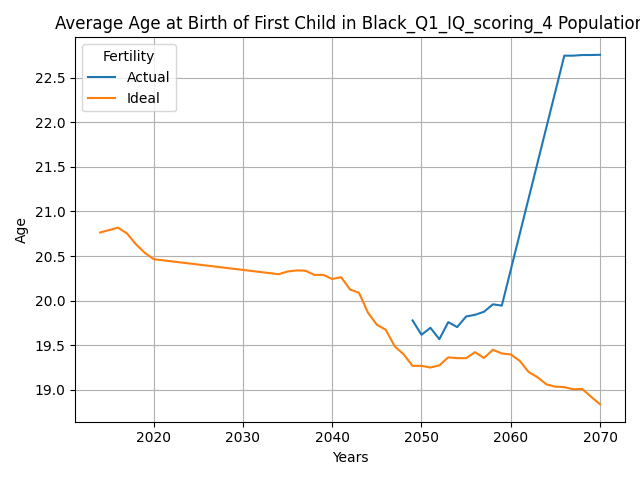 Average Age at Birth of First Child in Black_Q1_IQ_scoring_4 Population
Fertility
Actual
Ideal
22.5
22.0
21.5
21.0
20.5
20.0
19.5
19.0
Age
2020 2030 2040 2050 2060 2070
Years